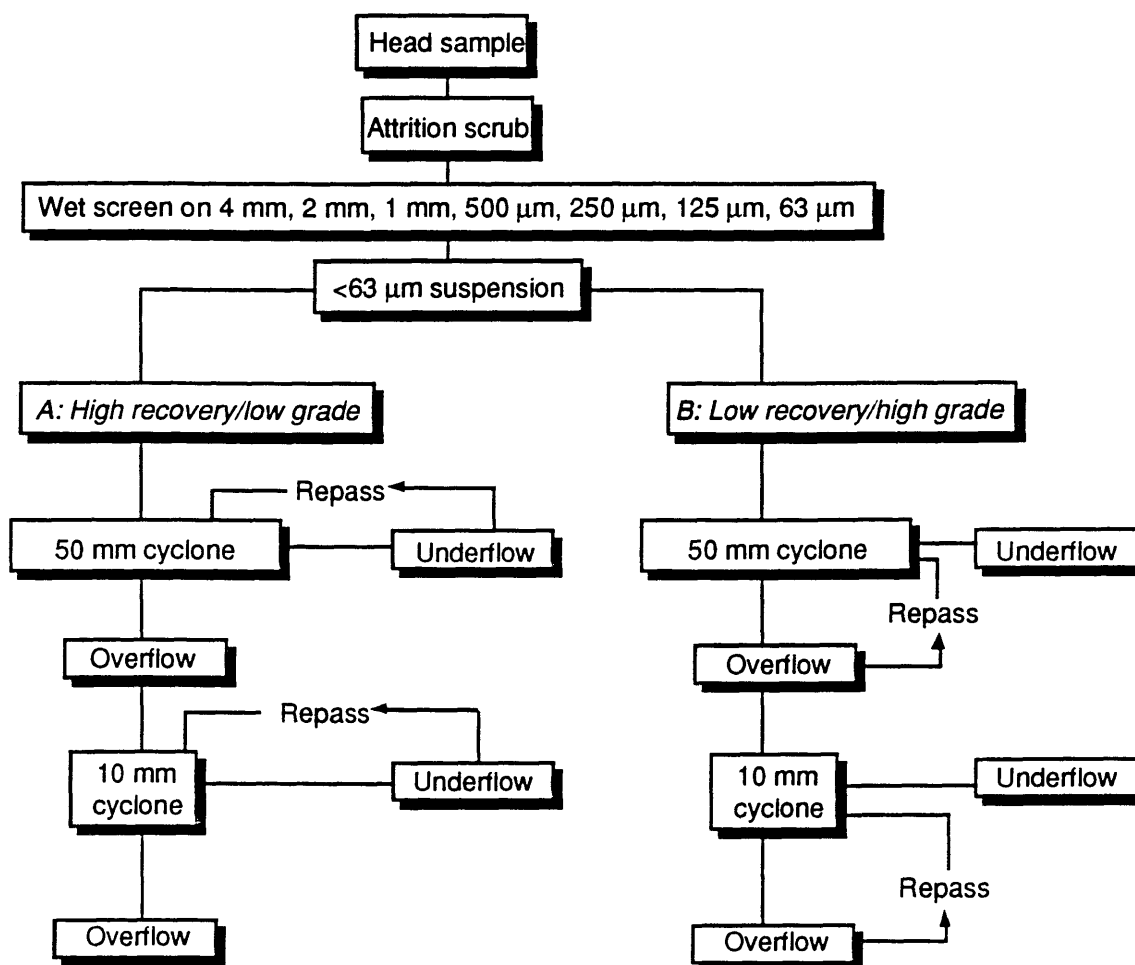 Head sample
Attrition scrub
Wet screen on 4 mm, 2 mm, 1 mm, 500 µm, 250 µm, 125 µm, 63 µm
<63 µm suspension
A: High recovery/low grade
B: Low recovery/high grade
Repass
50 mm cyclone
Underflow
50 mm cyclone
Underflow
Repass
Overflow
Overflow
Repass
10 mm
cyclone
Underflow
10 mm
cyclone
Underflow
Repass
Overflow
Overflow